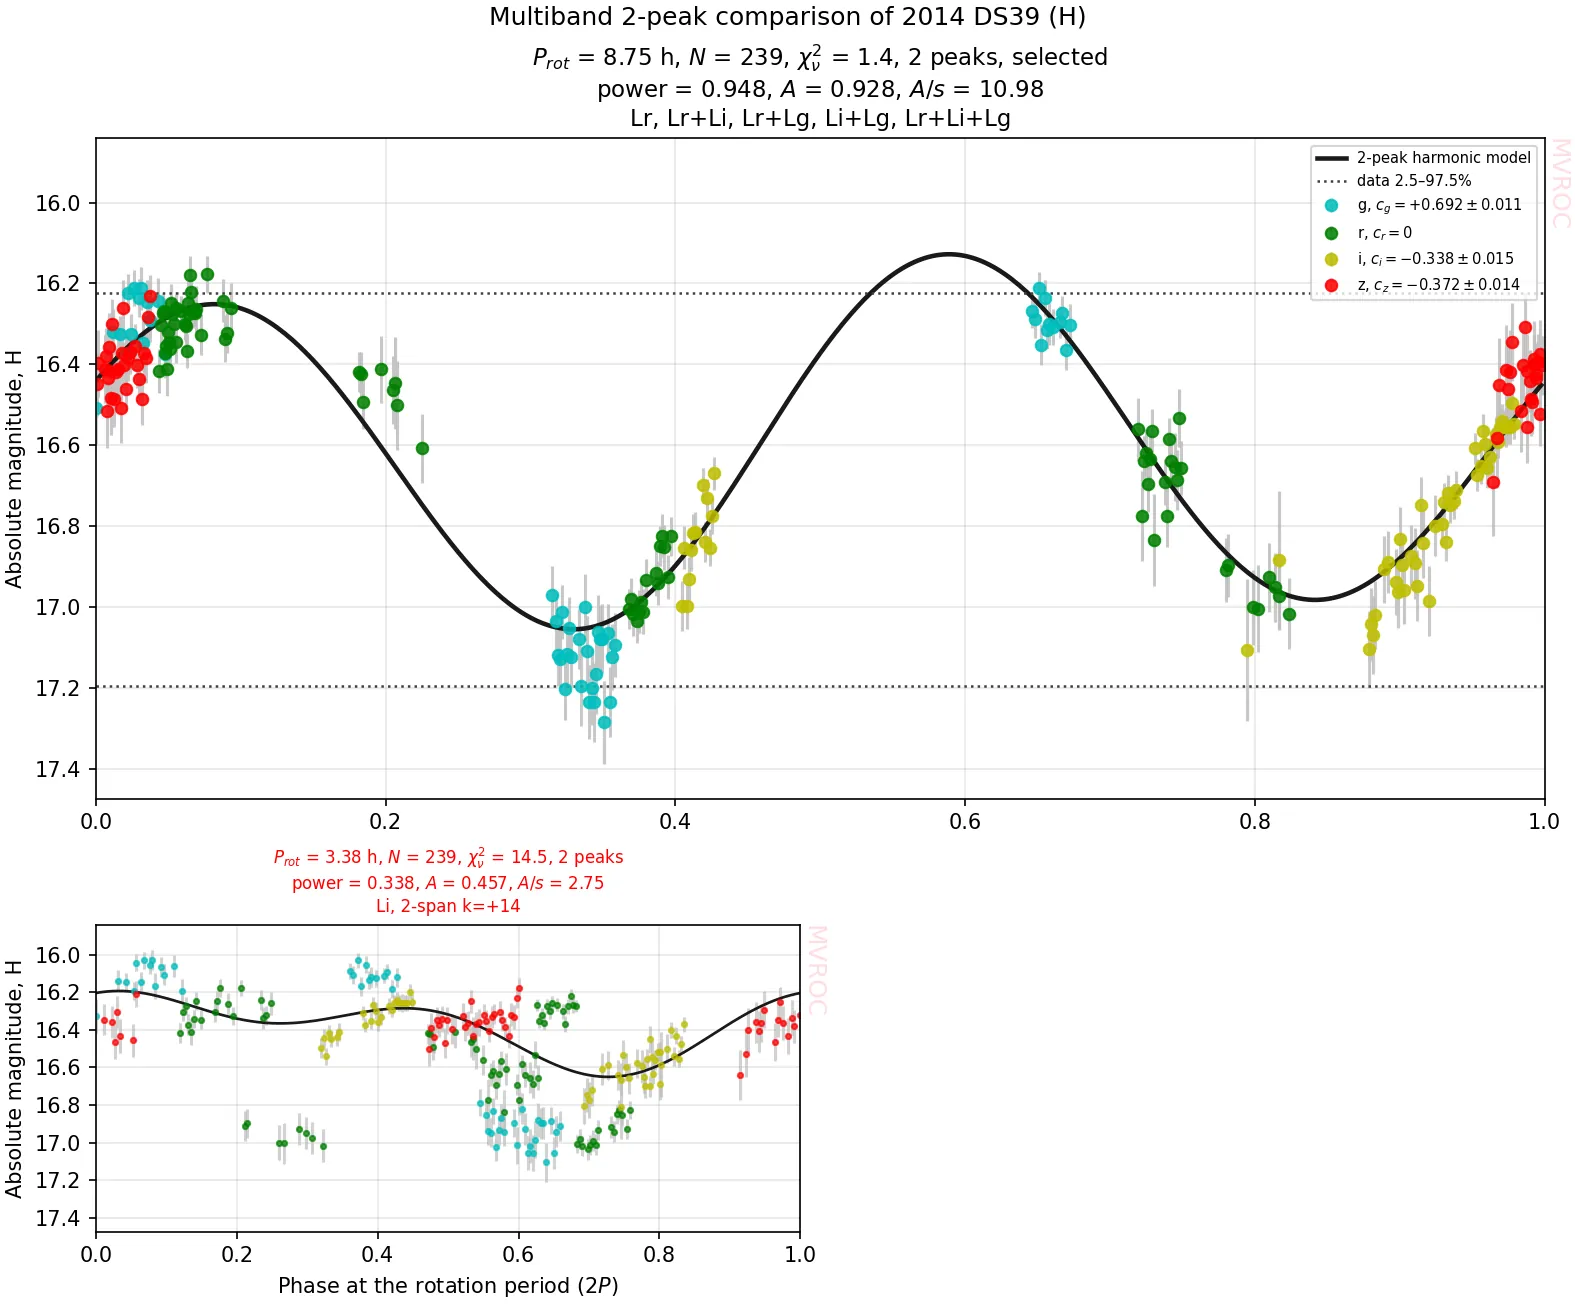 Multiband 2-peak comparison of 2014 DS39 (H)
P_rot = 8.75 h, N = 239, χ²_ν = 1.4, 2 peaks, selected
power = 0.948, A = 0.928, A/s = 10.98
Lr, Lr+Li, Lr+Lg, Li+Lg, Lr+Li+Lg
2-peak harmonic model
data 2.5–97.5%
g, c_g = +0.692 ± 0.011
r, c_r = 0
i, c_i = −0.338 ± 0.015
z, c_z = −0.372 ± 0.014
MVROC
Absolute magnitude, H
16.0
16.2
16.4
16.6
16.8
17.0
17.2
17.4
0.0 0.2 0.4 0.6 0.8 1.0
P_rot = 3.38 h, N = 239, χ²_ν = 14.5, 2 peaks
power = 0.338, A = 0.457, A/s = 2.75
Li, 2-span k=+14
MVROC
Absolute magnitude, H
16.0
16.2
16.4
16.6
16.8
17.0
17.2
17.4
0.0 0.2 0.4 0.6 0.8 1.0
Phase at the rotation period (2P)